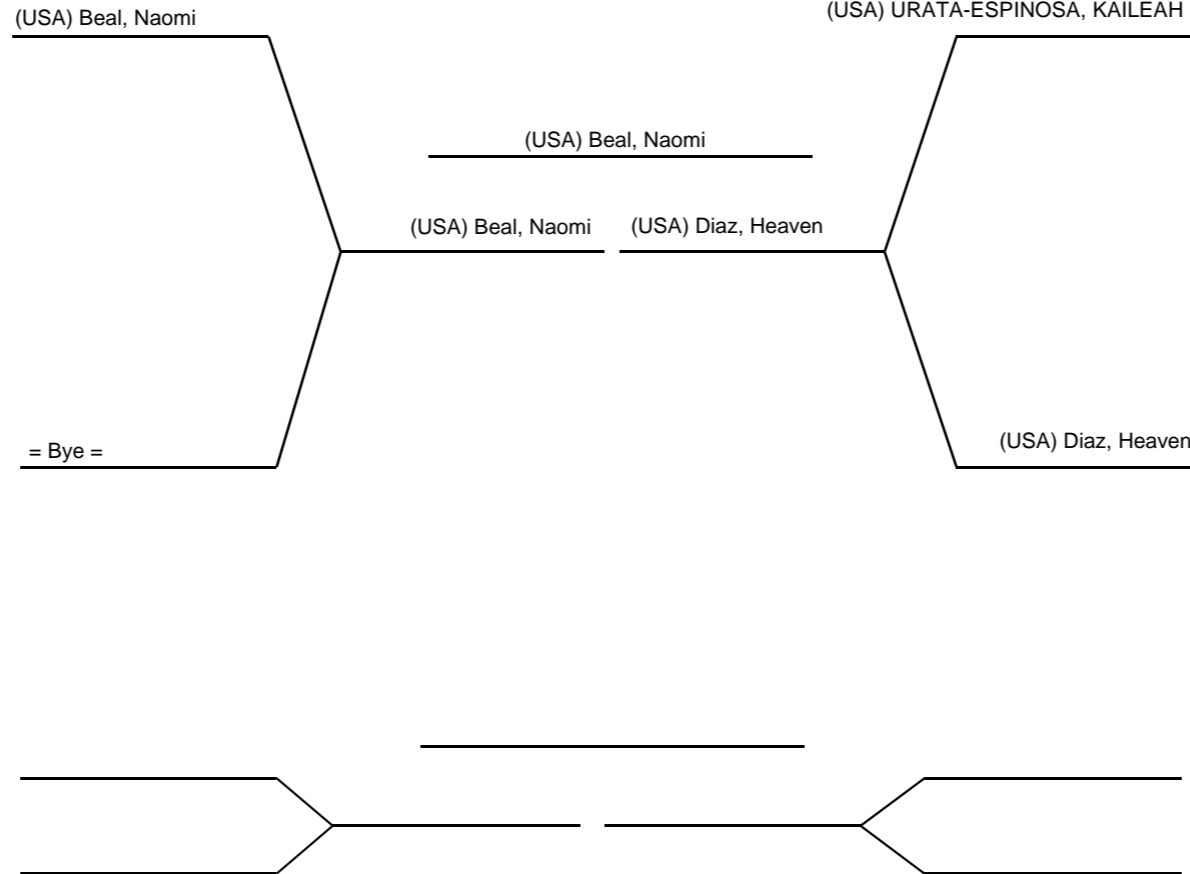 (USA) Beal, Naomi
(USA) URATA-ESPINOSA, KAILEAH
(USA) Beal, Naomi
(USA) Beal, Naomi
(USA) Diaz, Heaven
= Bye =
(USA) Diaz, Heaven